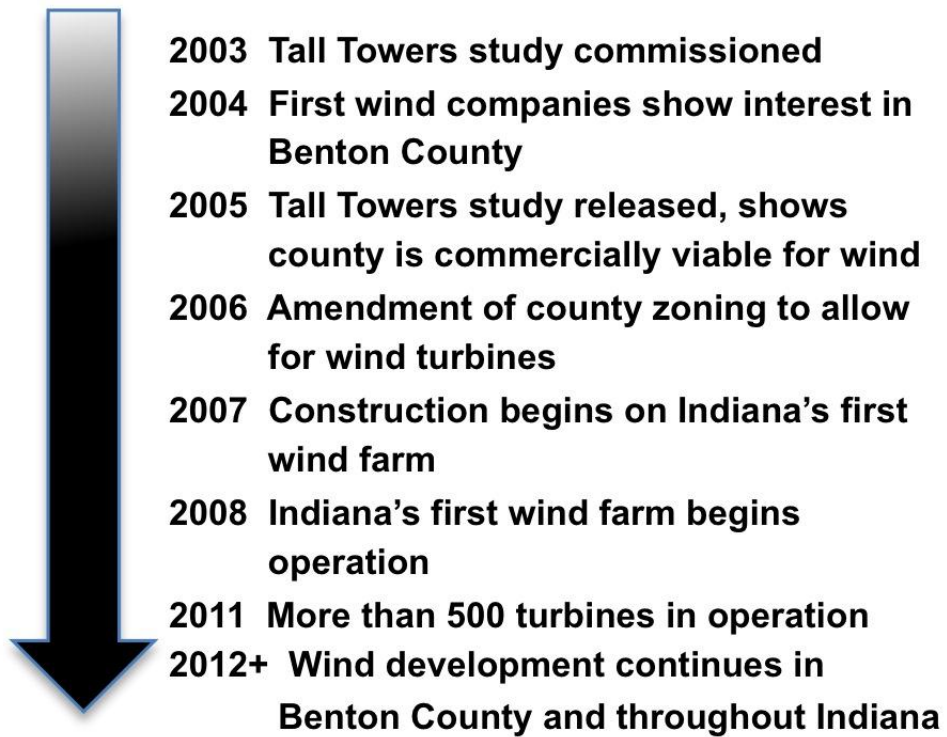 2003 Tall Towers study commissioned
2004 First wind companies show interest in
Benton County
2005 Tall Towers study released, shows
county is commercially viable for wind
2006 Amendment of county zoning to allow
for wind turbines
2007 Construction begins on Indiana’s first
wind farm
2008 Indiana’s first wind farm begins
operation
2011 More than 500 turbines in operation
2012+ Wind development continues in
Benton County and throughout Indiana